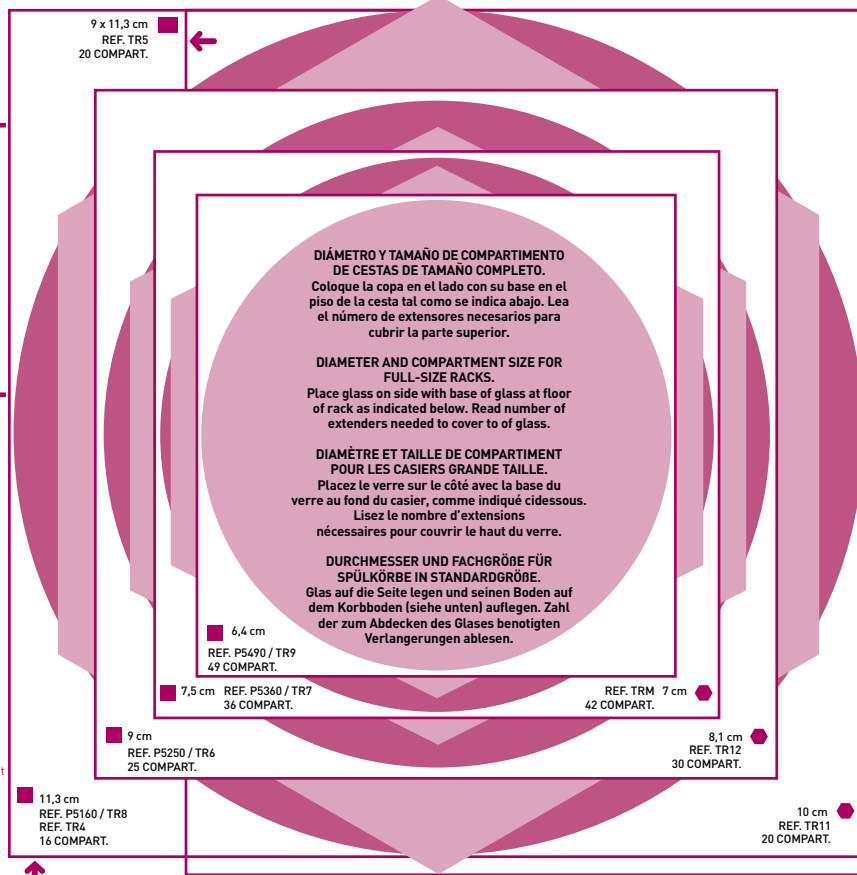 9 x 11,3 cm
REF. TR5
20 COMPART.
DIÁMETRO Y TAMAÑO DE COMPARTIMENTO
DE CESTAS DE TAMAÑO COMPLETO.
Coloque la copa en el lado con su base en el
piso de la cesta tal como se indica abajo. Lea
el número de extensores necesarios para
cubrir la parte superior.
DIAMETER AND COMPARTMENT SIZE FOR
FULL-SIZE RACKS.
Place glass on side with base of glass at floor
of rack as indicated below. Read number of
extenders needed to cover to of glass.
DIAMÈTRE ET TAILLE DE COMPARTIMENT
POUR LES CASIERS GRANDE TAILLE.
Placez le verre sur le côté avec la base du
verre au fond du casier, comme indiqué cidessous.
Lisez le nombre d'extensions
nécessaires pour couvrir le haut du verre.
DURCHMESSER UND FACHGRÖßE FÜR
SPÜLKÖRBE IN STANDARDGRÖßE.
Glas auf die Seite legen und seinen Boden auf
dem Korbboden (siehe unten) auflegen. Zahl
der zum Abdecken des Glases benotigten
Verlangerungen ablesen.
6,4 cm
REF. P5490 / TR9
49 COMPART.
7,5 cm REF. P5360 / TR7
36 COMPART.
REF. TRM 7 cm
42 COMPART.
9 cm
REF. P5250 / TR6
25 COMPART.
8,1 cm
REF. TR12
30 COMPART.
t
11,3 cm
REF. P5160 / TR8
REF. TR4
16 COMPART.
10 cm
REF. TR11
20 COMPART.